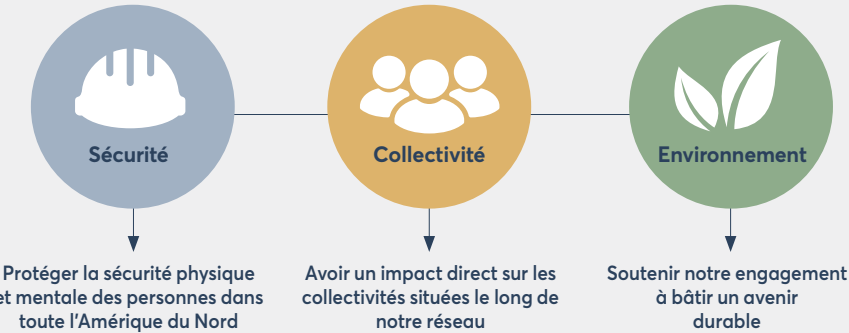 Sécurité
Collectivité
Environnement
Protéger la sécurité physique
et mentale des personnes dans
toute l'Amérique du Nord
Avoir un impact direct sur les
collectivités situées le long de
notre réseau
Soutenir notre engagement
à bâtir un avenir
durable